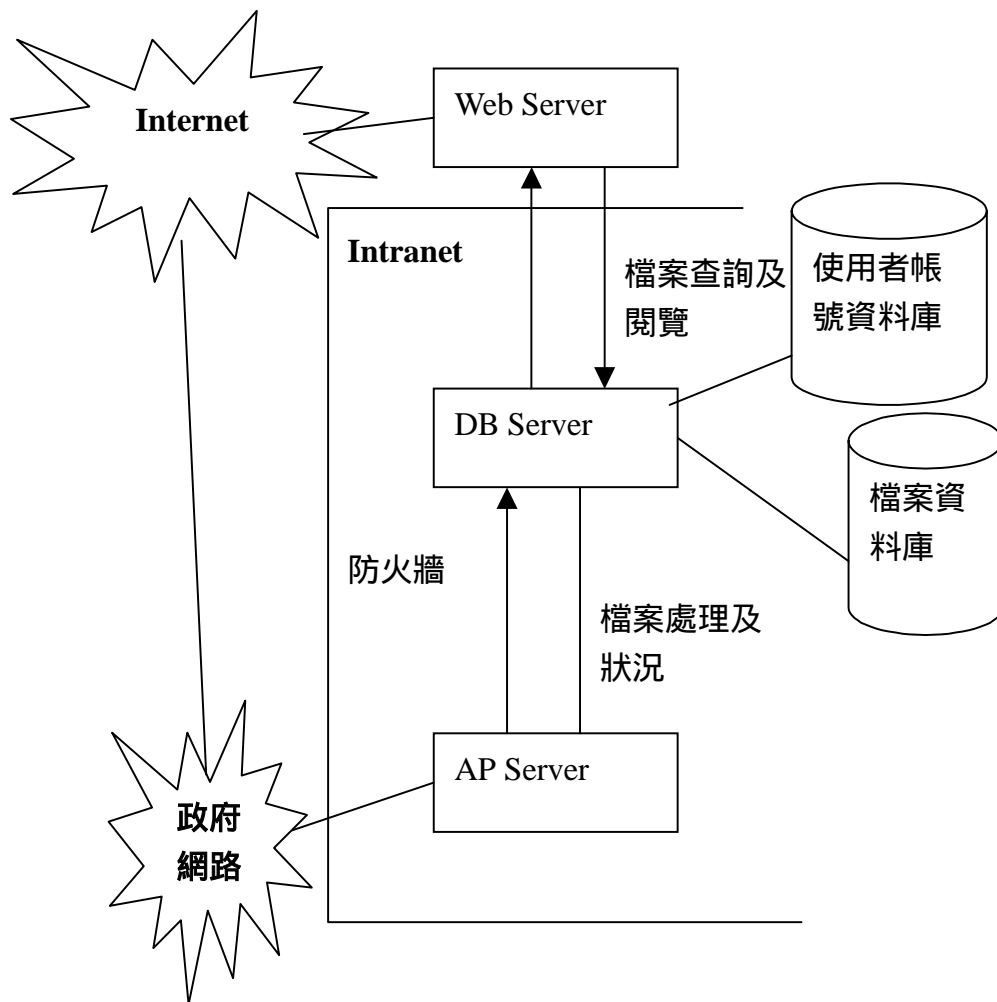 Web Server
Internet
Intranet
檔案查詢及
閱覽
使用者帳
號資料庫
DB Server
檔案資
料庫
防火牆
檔案處理及
狀況
AP Server
政府
網路